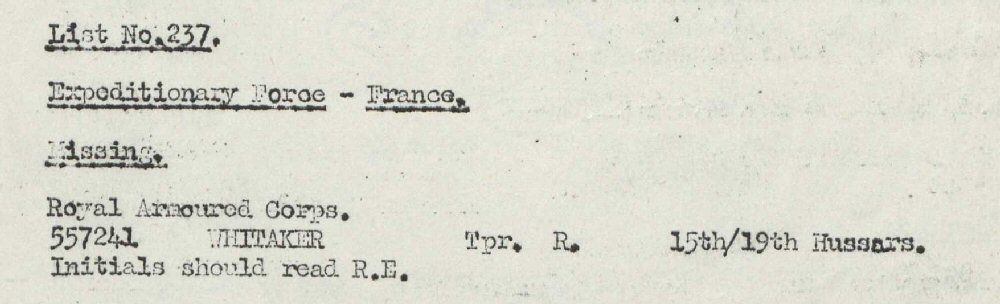 List No.237.
Expeditionary Force - France.
Missing.
Royal Armoured Corps.
557241 WHITAKER Tpr. R. 15th/19th Hussars.
Initials should read R.E.